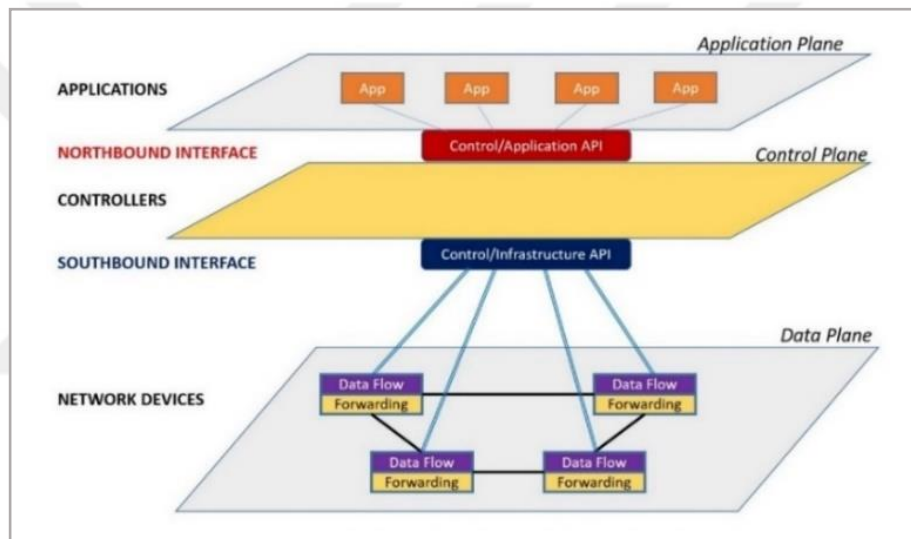 Application Plane
APPLICATIONS
App App App App
NORTHBOUND INTERFACE
Control/Application API
Control Plane
CONTROLLERS
SOUTHBOUND INTERFACE
Control/Infrastructure API
Data Plane
NETWORK DEVICES
Data Flow
Forwarding
Data Flow
Forwarding
Data Flow
Forwarding
Data Flow
Forwarding